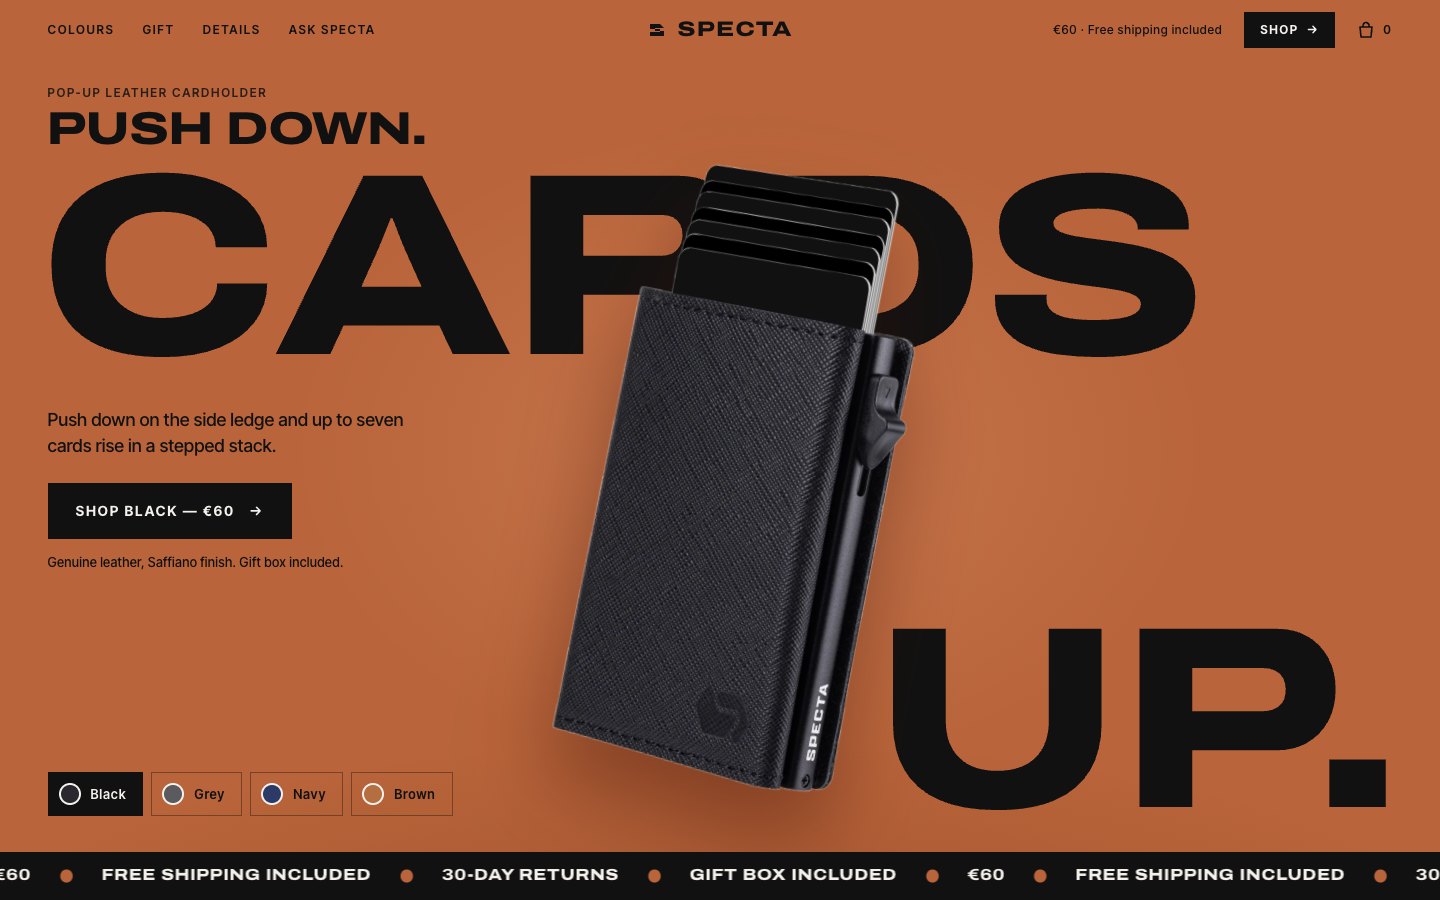 COLOURS GIFT DETAILS ASK SPECTA
SPECTA
€60 · Free shipping included
SHOP →
0
POP-UP LEATHER CARDHOLDER
PUSH DOWN.
CARDS
Push down on the side ledge and up to seven
cards rise in a stepped stack.
SHOP BLACK — €60 →
Genuine leather, Saffiano finish. Gift box included.
SPECTA
UP.
Black Grey Navy Brown
€60 ● FREE SHIPPING INCLUDED ● 30-DAY RETURNS ● GIFT BOX INCLUDED ● €60 ● FREE SHIPPING INCLUDED ● 30